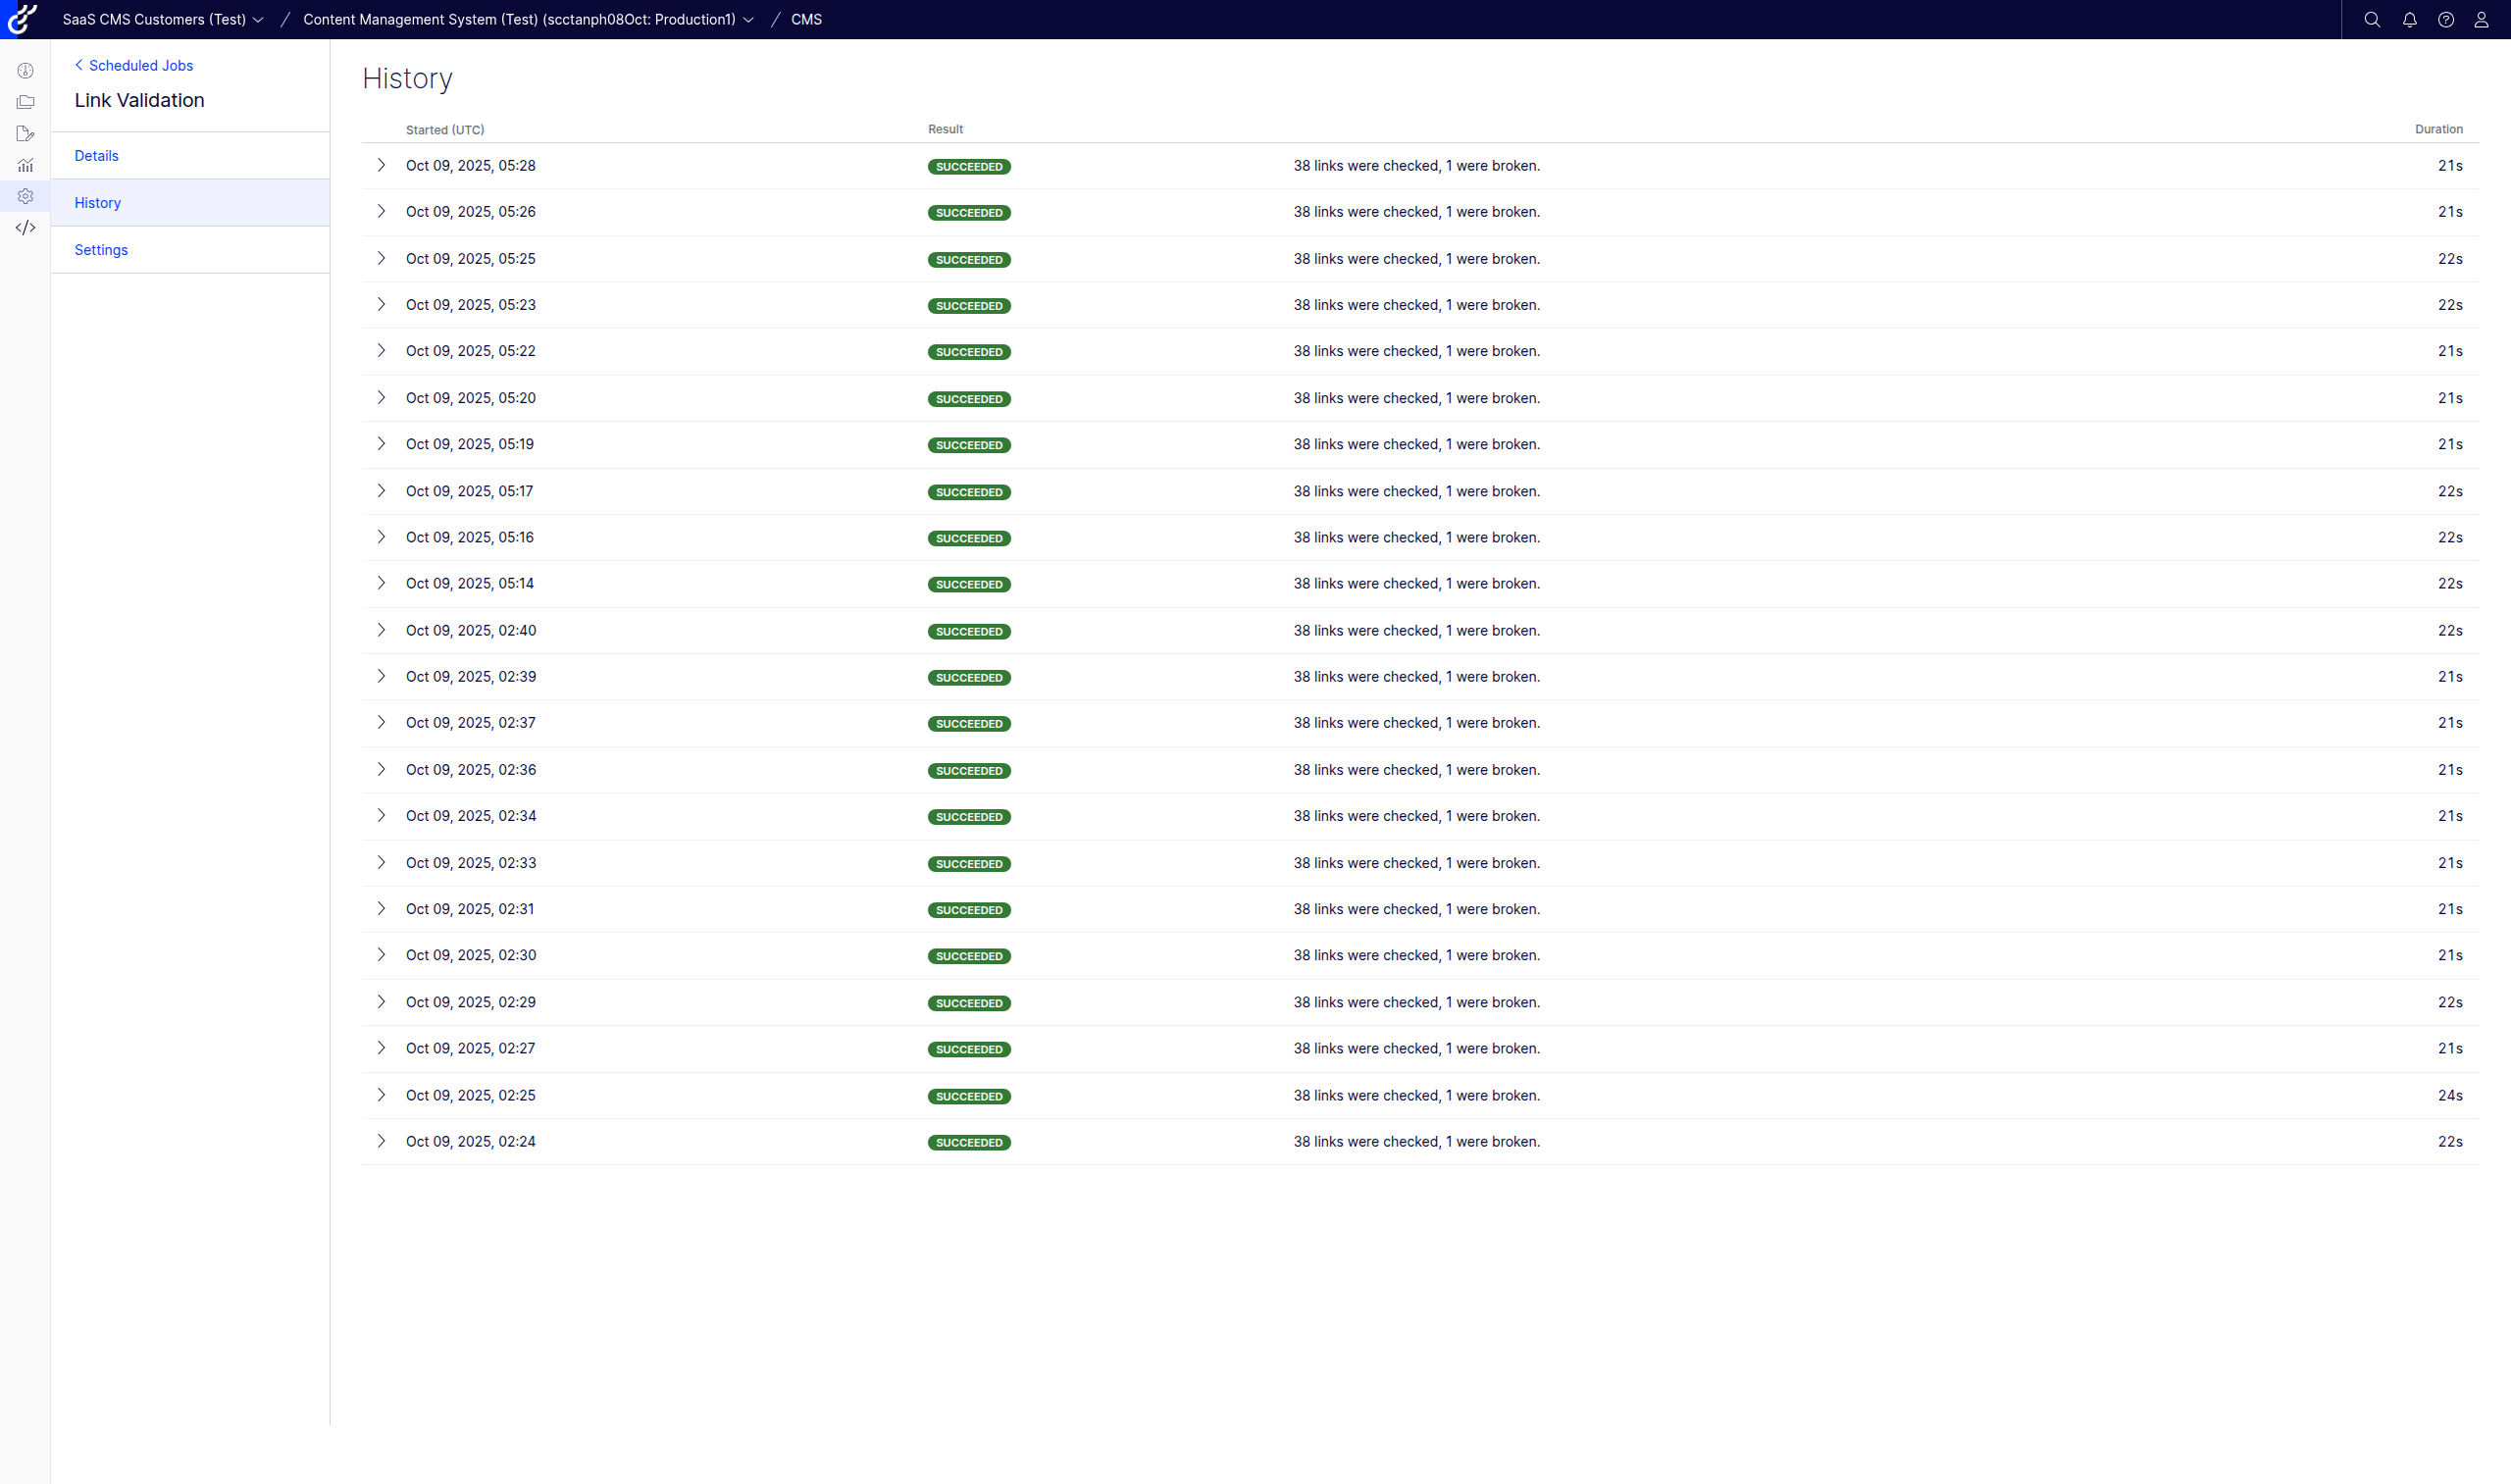 SaaS CMS Customers (Test) / Content Management System (Test) (scctanph08Oct: Production1) / CMS
Scheduled Jobs
Link Validation
Details
History
Settings
History
Started (UTC) Result Duration
Oct 09, 2025, 05:28 SUCCEEDED 38 links were checked, 1 were broken. 21s
Oct 09, 2025, 05:26 SUCCEEDED 38 links were checked, 1 were broken. 21s
Oct 09, 2025, 05:25 SUCCEEDED 38 links were checked, 1 were broken. 22s
Oct 09, 2025, 05:23 SUCCEEDED 38 links were checked, 1 were broken. 22s
Oct 09, 2025, 05:22 SUCCEEDED 38 links were checked, 1 were broken. 21s
Oct 09, 2025, 05:20 SUCCEEDED 38 links were checked, 1 were broken. 21s
Oct 09, 2025, 05:19 SUCCEEDED 38 links were checked, 1 were broken. 21s
Oct 09, 2025, 05:17 SUCCEEDED 38 links were checked, 1 were broken. 22s
Oct 09, 2025, 05:16 SUCCEEDED 38 links were checked, 1 were broken. 22s
Oct 09, 2025, 05:14 SUCCEEDED 38 links were checked, 1 were broken. 22s
Oct 09, 2025, 02:40 SUCCEEDED 38 links were checked, 1 were broken. 22s
Oct 09, 2025, 02:39 SUCCEEDED 38 links were checked, 1 were broken. 21s
Oct 09, 2025, 02:37 SUCCEEDED 38 links were checked, 1 were broken. 21s
Oct 09, 2025, 02:36 SUCCEEDED 38 links were checked, 1 were broken. 21s
Oct 09, 2025, 02:34 SUCCEEDED 38 links were checked, 1 were broken. 21s
Oct 09, 2025, 02:33 SUCCEEDED 38 links were checked, 1 were broken. 21s
Oct 09, 2025, 02:31 SUCCEEDED 38 links were checked, 1 were broken. 21s
Oct 09, 2025, 02:30 SUCCEEDED 38 links were checked, 1 were broken. 21s
Oct 09, 2025, 02:29 SUCCEEDED 38 links were checked, 1 were broken. 22s
Oct 09, 2025, 02:27 SUCCEEDED 38 links were checked, 1 were broken. 21s
Oct 09, 2025, 02:25 SUCCEEDED 38 links were checked, 1 were broken. 24s
Oct 09, 2025, 02:24 SUCCEEDED 38 links were checked, 1 were broken. 22s